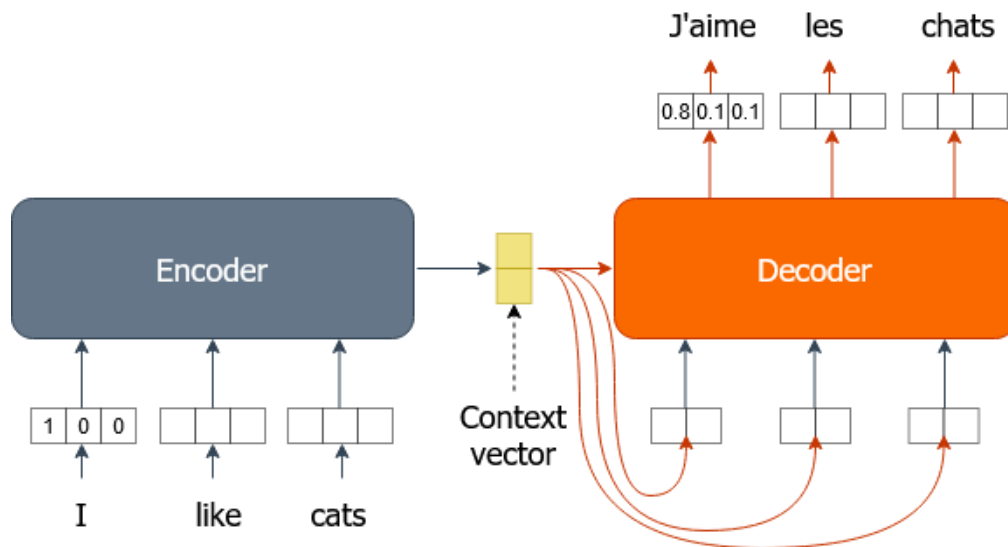 J'aime les chats
0.8 0.1 0.1
Encoder
Decoder
1 0 0
Context
vector
I like cats